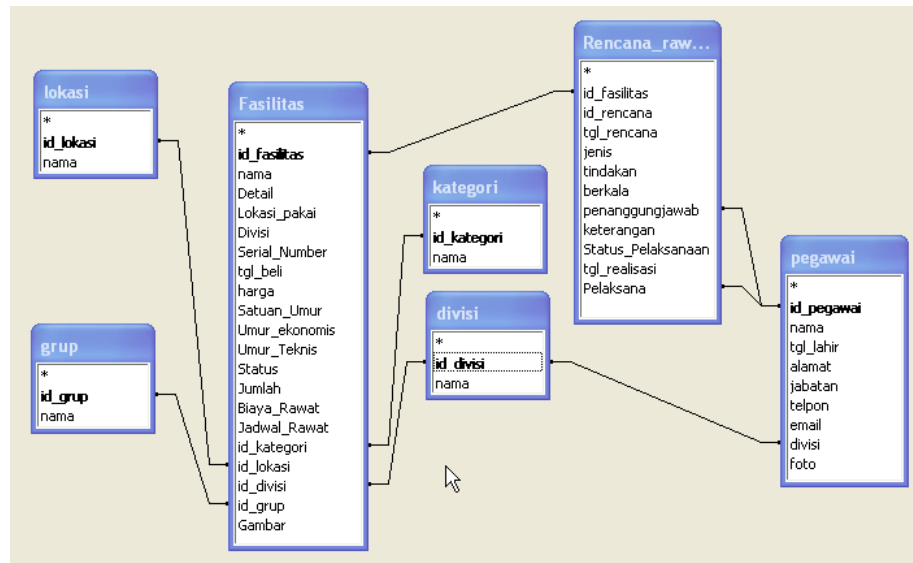 lokasi
*
id_lokasi
nama
grup
*
id_grup
nama
Fasilitas
*
id_fasilitas
nama
Detail
Lokasi_pakai
Divisi
Serial_Number
tgl_beli
harga
Satuan_Umur
Umur_ekonomis
Umur_Teknis
Status
Jumlah
Biaya_Rawat
Jadwal_Rawat
id_kategori
id_lokasi
id_divisi
id_grup
Gambar
kategori
*
id_kategori
nama
divisi
*
id_divisi
nama
Rencana_raw...
*
id_fasilitas
id_rencana
tgl_rencana
jenis
tindakan
berkala
penanggungjawab
keterangan
Status_Pelaksanaan
tgl_realisasi
Pelaksana
pegawai
*
id_pegawai
nama
tgl_lahir
alamat
jabatan
telpon
email
divisi
foto